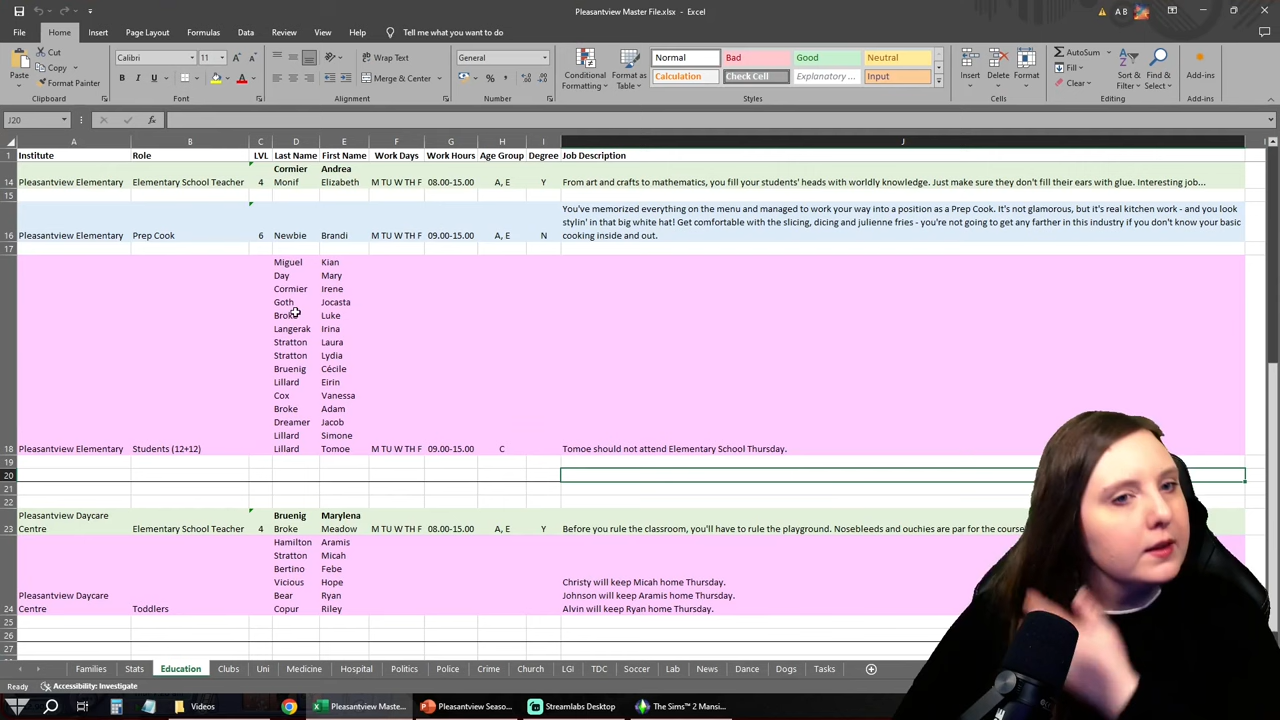 Pleasantview Master File.xlsx - Excel
A B
File Home Insert Page Layout Formulas Data Review View Help Tell me what you want to do
Paste Cut Copy Format Painter Clipboard
Calibri 11 B I U A Font
Wrap Text Merge & Center Alignment
General % Number
Conditional Formatting Format as Table
Normal Bad Good Neutral
Calculation Check Cell Explanatory ... Input
Styles
Insert Delete Format Cells
AutoSum Clear Sort & Filter Find & Select Editing
Add-ins Add-ins
J20 fx
A B C D E F G H I J
1 Institute Role LVL Last Name First Name Work Days Work Hours Age Group Degree Job Description
Cormier Andrea
14 Pleasantview Elementary Elementary School Teacher 4 Monif Elizabeth M TU W TH F 08.00-15.00 A, E Y From art and crafts to mathematics, you fill your students' heads with worldly knowledge. Just make sure they don't fill their ears with glue. Interesting job...
15
You've memorized everything on the menu and managed to work your way into a position as a Prep Cook. It's not glamorous, but it's real kitchen work - and you look
stylin' in that big white hat! Get comfortable with the slicing, dicing and julienne fries - you're not going to get any farther in this industry if you don't know your basic
16 Pleasantview Elementary Prep Cook 6 Newbie Brandi M TU W TH F 09.00-15.00 A, E N cooking inside and out.
17
Miguel Kian
Day Mary
Cormier Irene
Goth Jocasta
Broke Luke
Langerak Irina
Stratton Laura
Stratton Lydia
Bruenig Cécile
Lillard Eirin
Cox Vanessa
Broke Adam
Dreamer Jacob
Lillard Simone
18 Pleasantview Elementary Students (12+12) Lillard Tomoe M TU W TH F 09.00-15.00 C Tomoe should not attend Elementary School Thursday.
19
20
21
22
Pleasantview Daycare Bruenig Marylena
23 Centre Elementary School Teacher 4 Broke Meadow M TU W TH F 08.00-15.00 A, E Y Before you rule the classroom, you'll have to rule the playground. Nosebleeds and ouchies are par for the course
Hamilton Aramis
Stratton Micah
Bertino Febe
Vicious Hope Christy will keep Micah home Thursday.
Pleasantview Daycare Bear Ryan Johnson will keep Aramis home Thursday.
24 Centre Toddlers Copur Riley Alvin will keep Ryan home Thursday.
25
26
27
Families Stats Education Clubs Uni Medicine Hospital Politics Police Crime Church LGI TDC Soccer Lab News Dance Dogs Tasks
Ready Accessibility: Investigate
Videos Pleasantview Maste... Pleasantview Seaso... Streamlabs Desktop The Sims™ 2 Mansi...